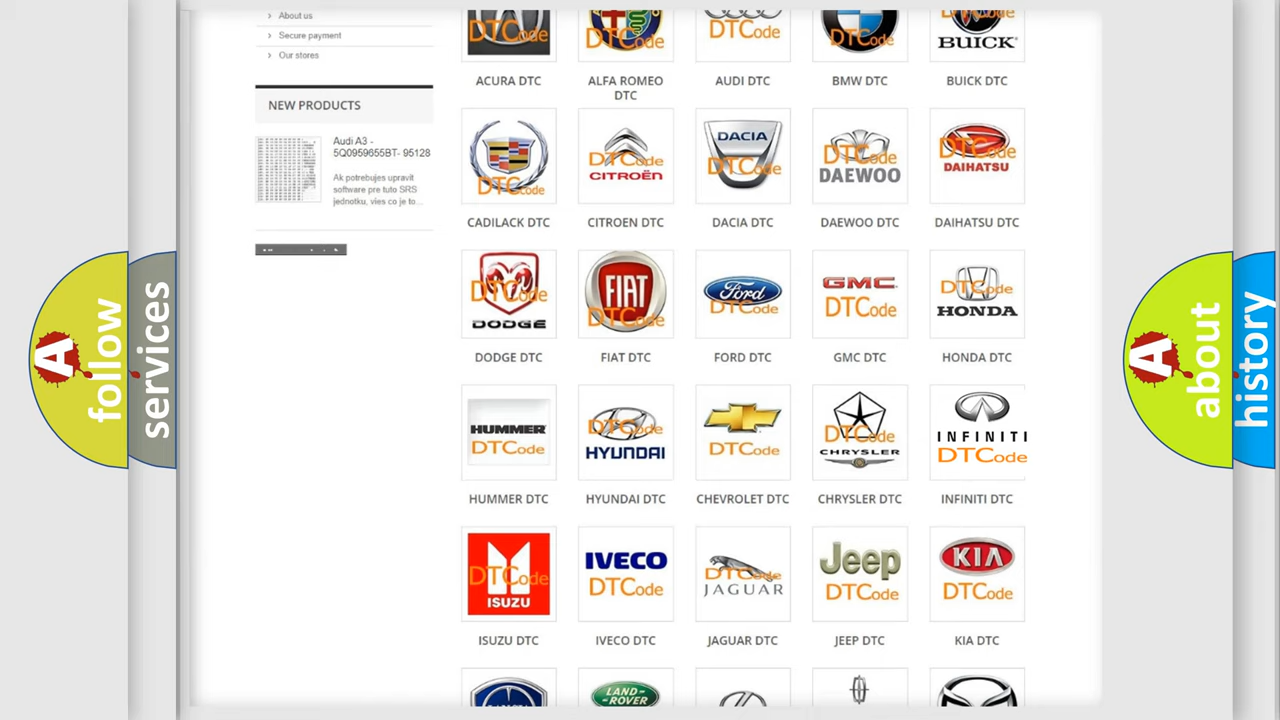 About us
Secure payment
Our stores
NEW PRODUCTS
Audi A3 -
5Q0959655BT- 95128
Ak potrebujes upravit
software pre tuto SRS
jednotku, vies co je to...
DTCode DTCode DTCode DTCode BUICK
ACURA DTC ALFA ROMEO DTC AUDI DTC BMW DTC BUICK DTC
DTCode DTCode CITROËN DACIA DTCode DTCode DAEWOO DTCode DAIHATSU
CADILACK DTC CITROEN DTC DACIA DTC DAEWOO DTC DAIHATSU DTC
DTCode DODGE FIAT DTCode Ford DTCode GMC DTCode DTCode HONDA
DODGE DTC FIAT DTC FORD DTC GMC DTC HONDA DTC
HUMMER DTCode DTCode HYUNDAI DTCode DTCode CHRYSLER INFINITI DTCode
HUMMER DTC HYUNDAI DTC CHEVROLET DTC CHRYSLER DTC INFINITI DTC
DTCode ISUZU IVECO DTCode DTCode JAGUAR Jeep DTCode KIA DTCode
ISUZU DTC IVECO DTC JAGUAR DTC JEEP DTC KIA DTC
LAND-
ROVER
A
follow
services
A
about
history